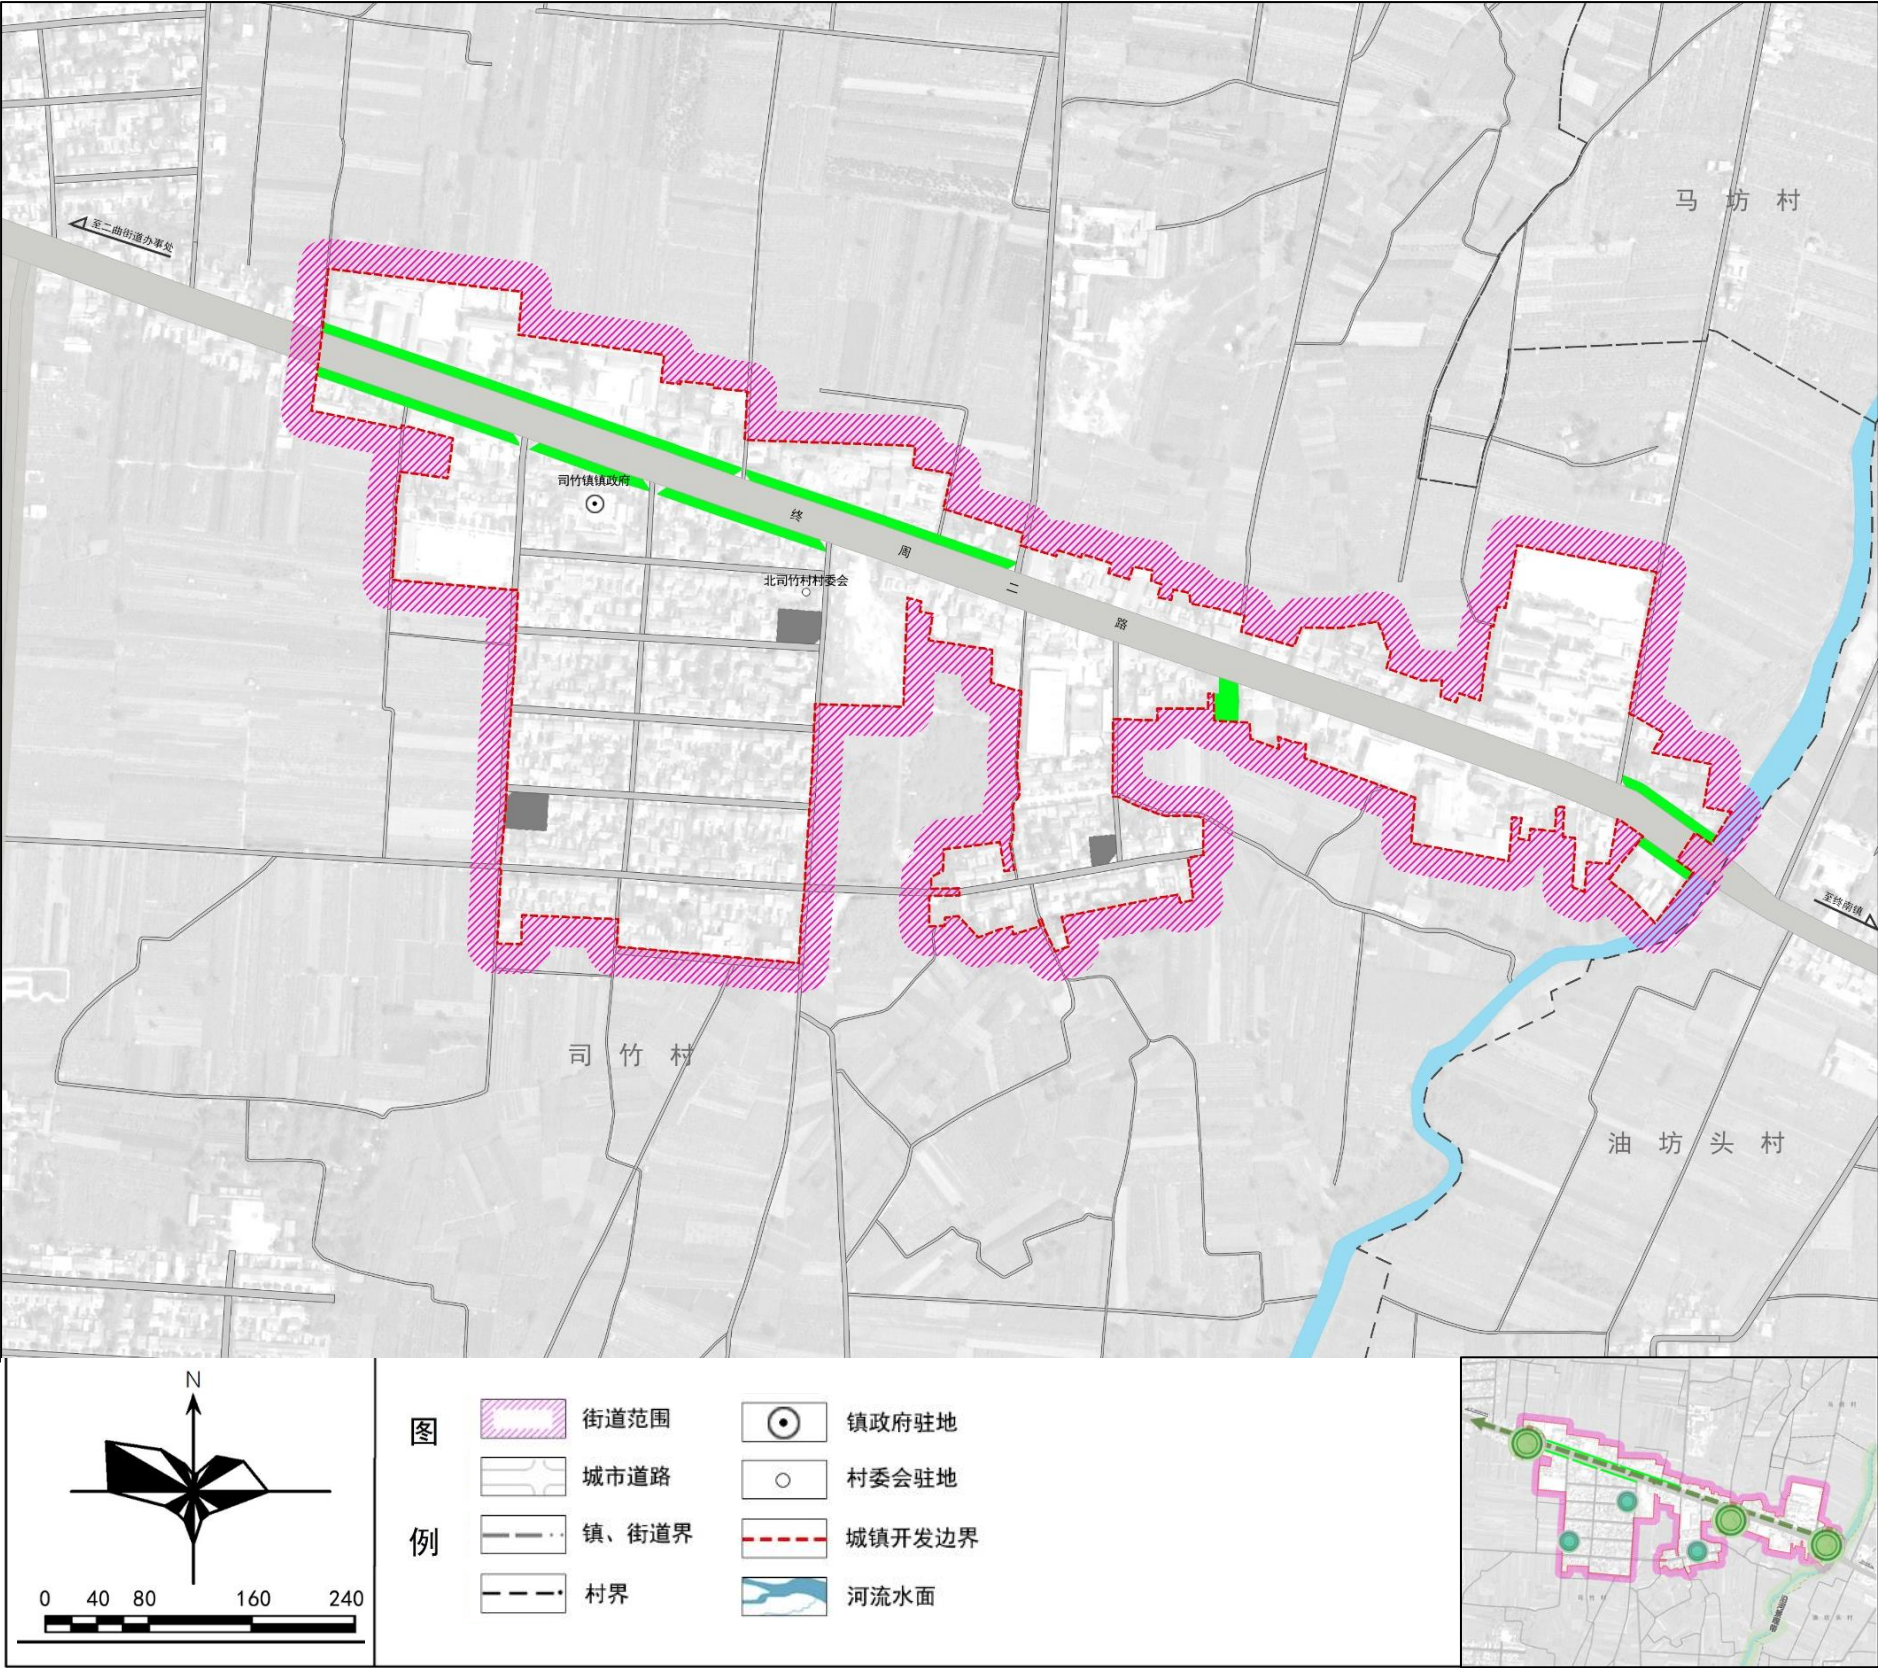 马坊村
至二曲街道办事处
司竹镇镇政府
终周二路
北司竹村村委会
至终南镇
司竹村
油坊头村
N
0 40 80 160 240
图例
街道范围
镇政府驻地
城市道路
村委会驻地
镇、街道界
城镇开发边界
村界
河流水面